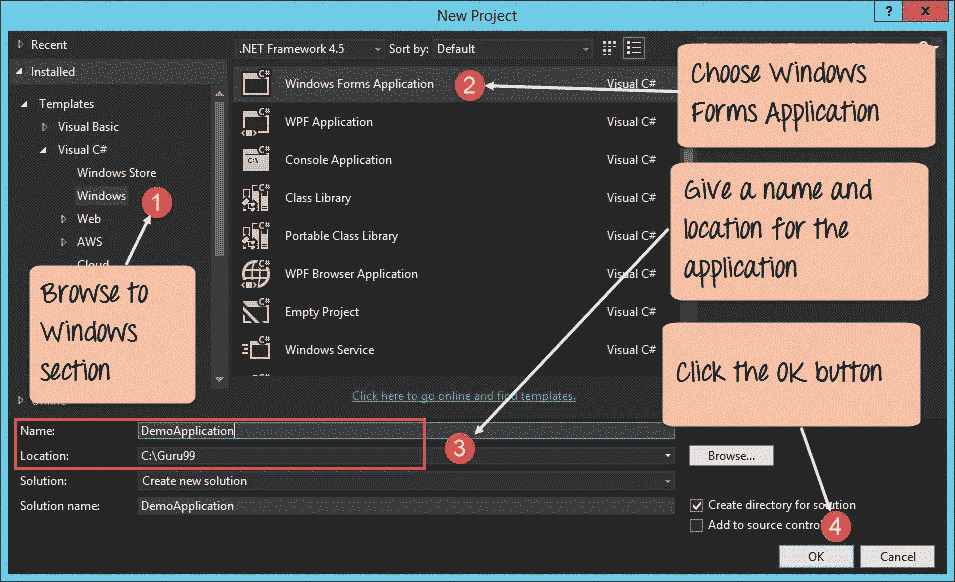 New Project
? x
Recent
Installed
Templates
Visual Basic
Visual C#
Windows Store
Windows
1
Web
AWS
Cloud
Browse to
Windows
section
Online
.NET Framework 4.5 Sort by: Default
C# Windows Forms Application 2 Visual C#
C# WPF Application Visual C#
C# C:\ Console Application Visual C#
C# Class Library Visual C#
C# Portable Class Library Visual C#
C# WPF Browser Application Visual C#
C# Empty Project Visual C#
C# Windows Service Visual C#
C#
Click here to go online and find templates.
Choose Windows
Forms Application
Give a name and
location for the
application
Click the OK button
Name: DemoApplication
3
Location: C:\Guru99 Browse...
Solution: Create new solution
Solution name: DemoApplication
Create directory for solution
Add to source control
4
OK Cancel